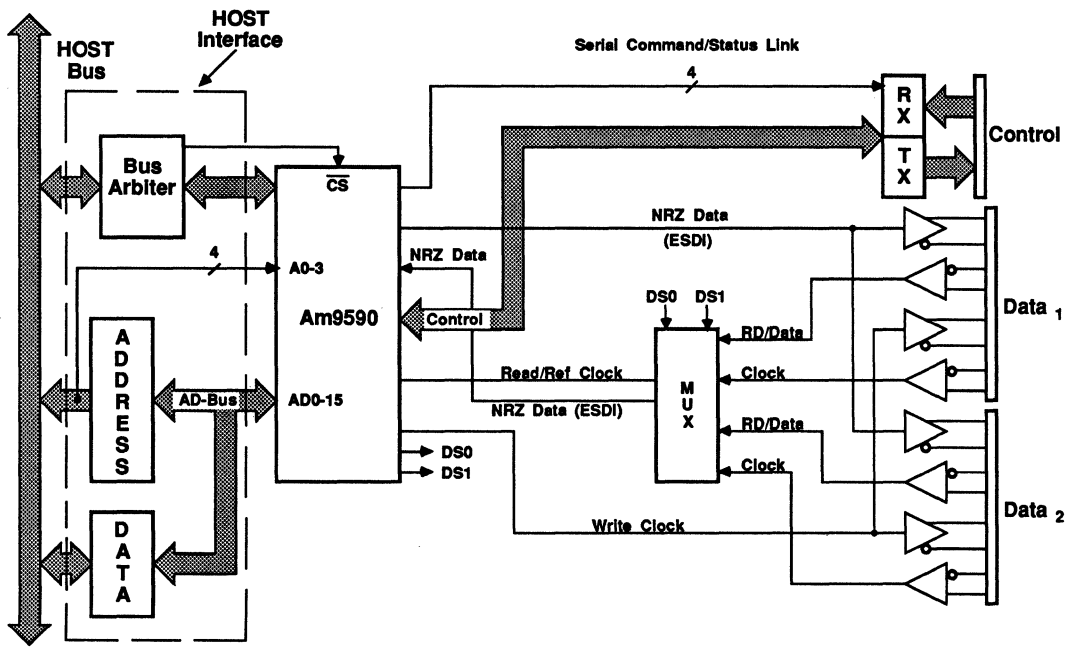 HOST
Interface
HOST
Bus
Serial Command/Status Link
4
RX
TX
Control
Bus
Arbiter
CS
NRZ Data
(ESDI)
NRZ Data
4
A0-3
Am9590
Control
DS0 DS1
Data 1
RD/Data
ADDRESS
Read/Ref Clock
Clock
MUX
AD-Bus
AD0-15
NRZ Data (ESDI)
RD/Data
DS0
DS1
Clock
Data 2
DATA
Write Clock